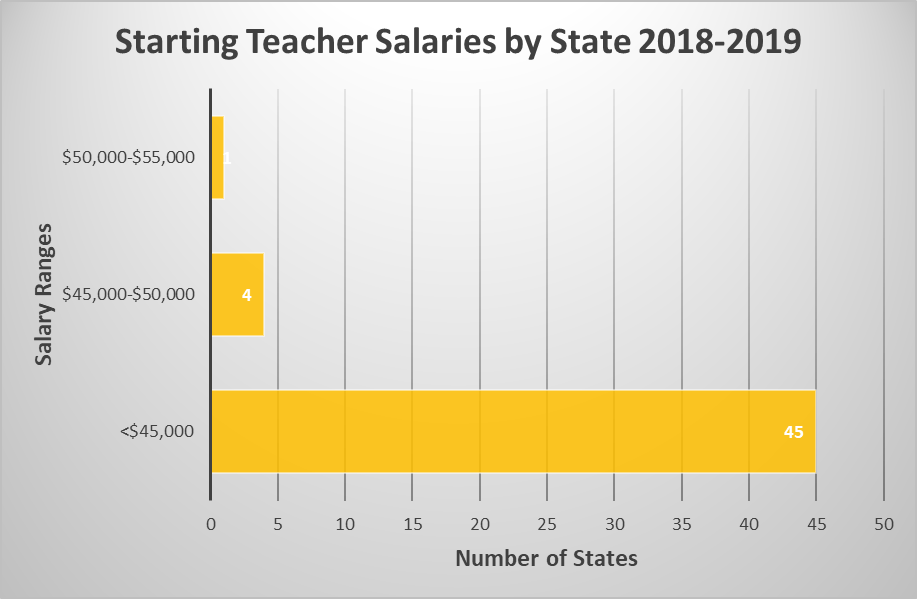 Starting Teacher Salaries by State 2018-2019
$50,000-$55,000
1
$45,000-$50,000
4
<$45,000
45
Salary Ranges
0 5 10 15 20 25 30 35 40 45 50
Number of States